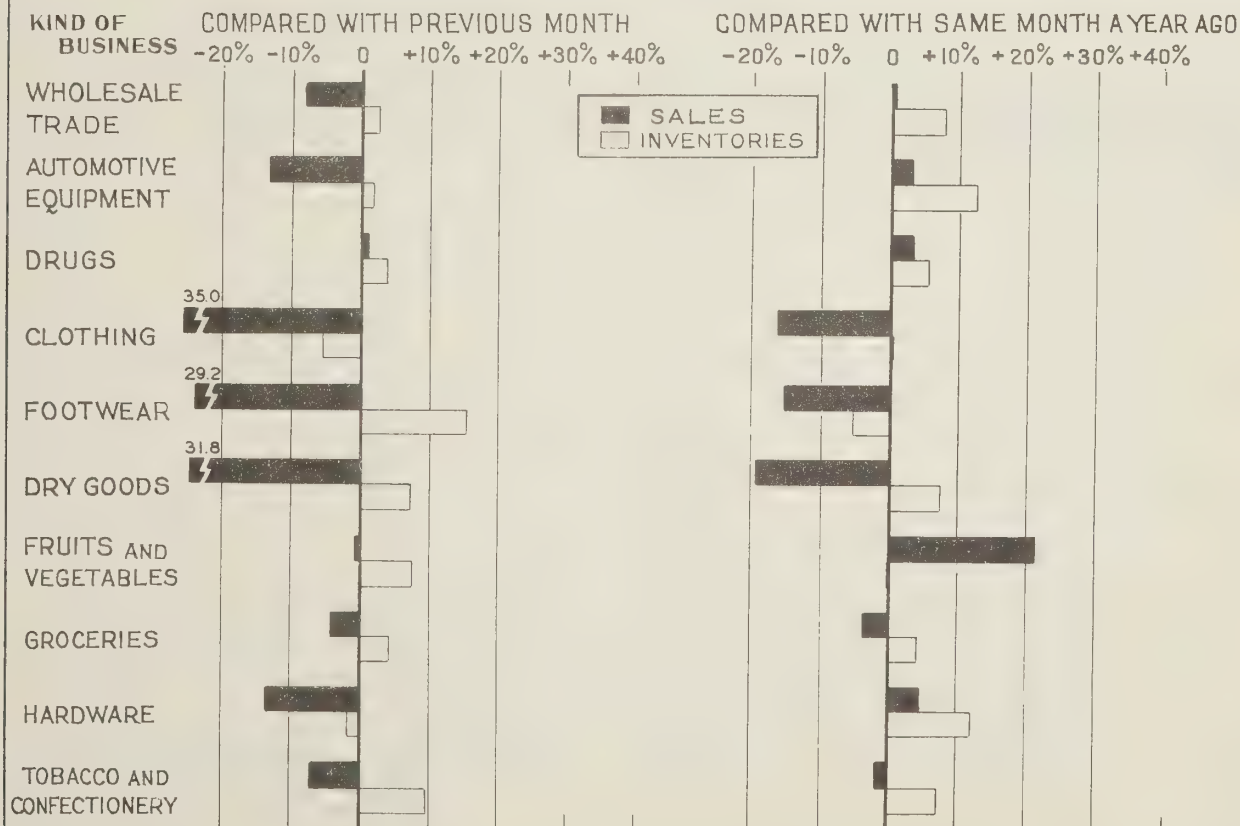 KIND OF BUSINESS
COMPARED WITH PREVIOUS MONTH
-20% -10% 0 +10% +20% +30% +40%
COMPARED WITH SAME MONTH A YEAR AGO
-20% -10% 0 +10% +20% +30% +40%
SALES
INVENTORIES
WHOLESALE
TRADE
AUTOMOTIVE
EQUIPMENT
DRUGS
35.0
CLOTHING
29.2
FOOTWEAR
31.8
DRY GOODS
FRUITS AND
VEGETABLES
GROCERIES
HARDWARE
TOBACCO AND
CONFECTIONERY